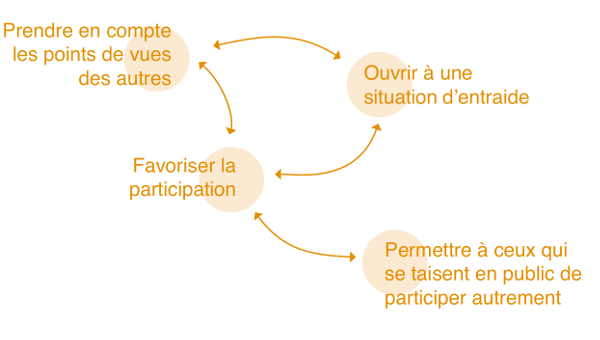 Prendre en compte
les points de vues
des autres
Ouvrir à une
situation d'entraide
Favoriser la
participation
Permettre à ceux qui
se taisent en public de
participer autrement